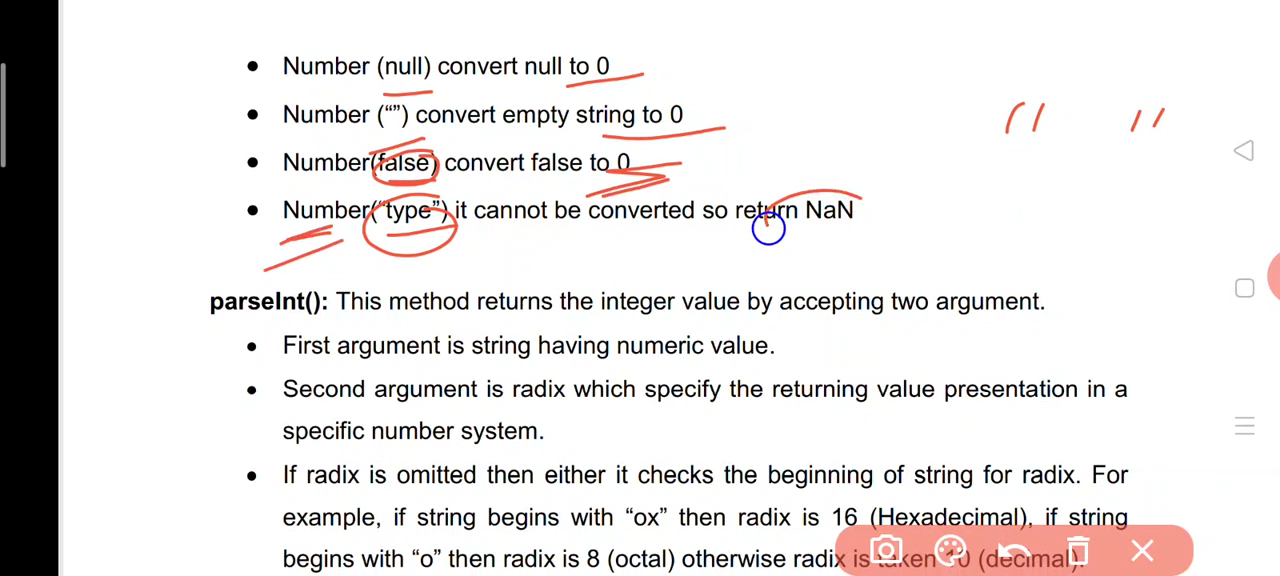 • Number (null) convert null to 0
• Number (“”) convert empty string to 0
• Number(false) convert false to 0
• Number(“type”) it cannot be converted so return NaN
parseInt(): This method returns the integer value by accepting two argument.
• First argument is string having numeric value.
• Second argument is radix which specify the returning value presentation in a
specific number system.
• If radix is omitted then either it checks the beginning of string for radix. For
example, if string begins with “ox” then radix is 16 (Hexadecimal), if string
begins with “o” then radix is 8 (octal) otherwise radix is taken 10 (decimal).